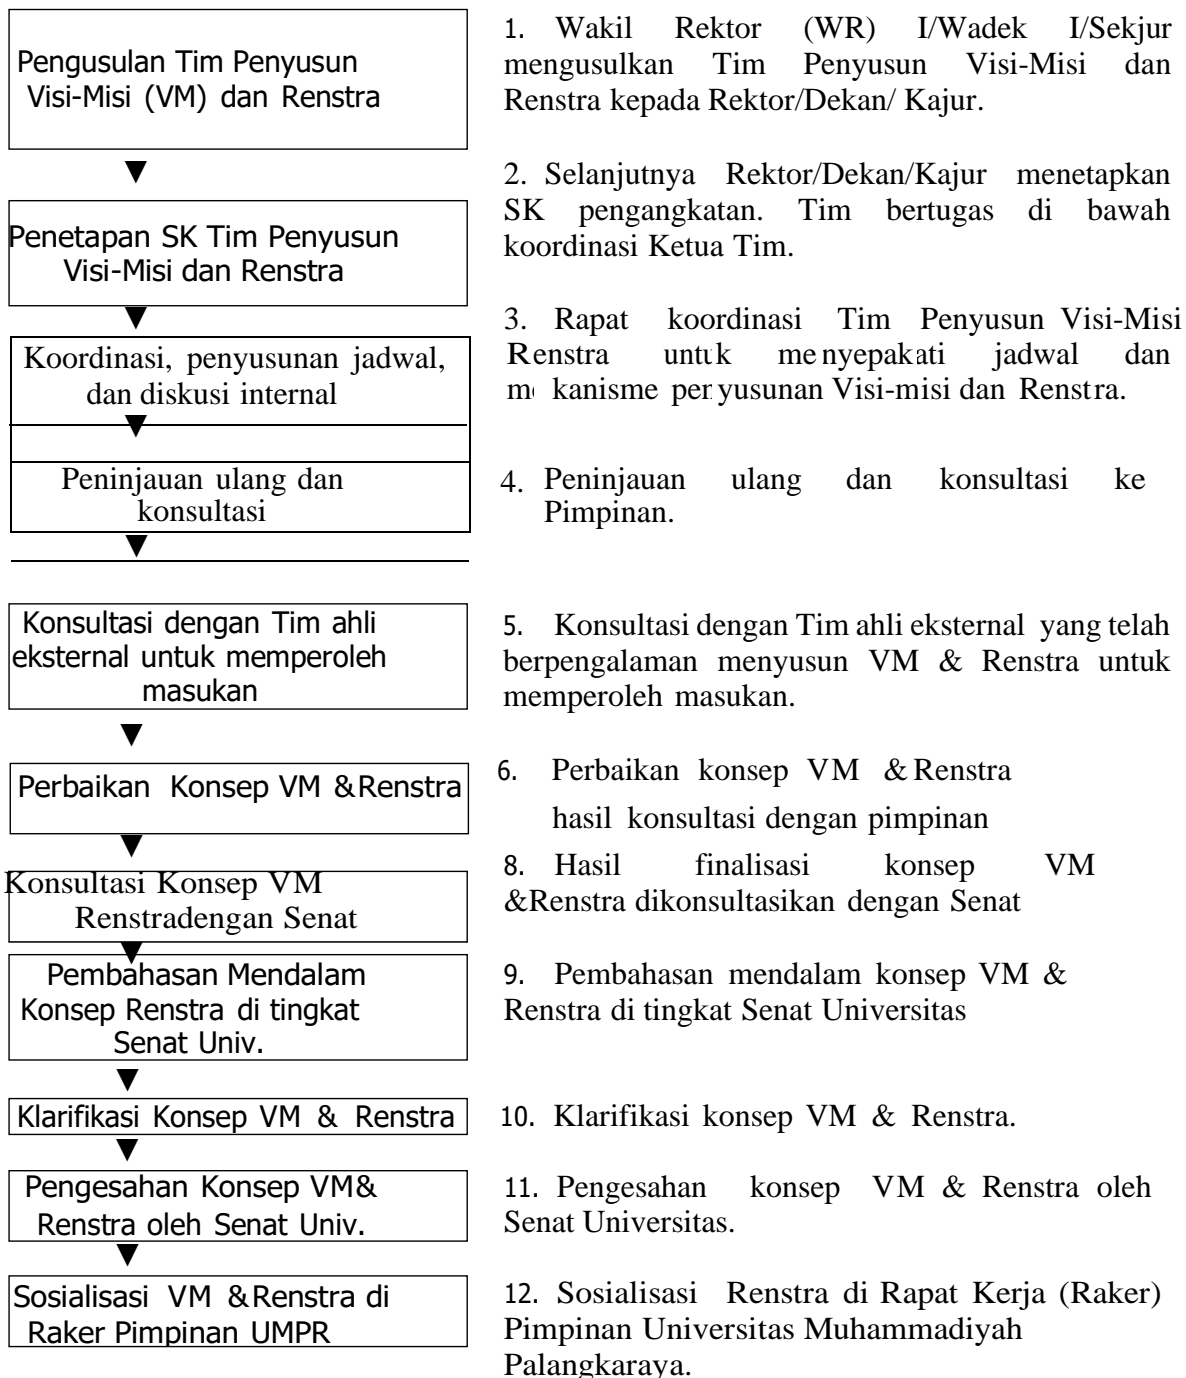 Pengusulan Tim Penyusun
Visi-Misi (VM) dan Renstra
1. Wakil Rektor (WR) I/Wadek I/Sekjur
mengusulkan Tim Penyusun Visi-Misi dan
Renstra kepada Rektor/Dekan/ Kajur.
Penetapan SK Tim Penyusun
Visi-Misi dan Renstra
2. Selanjutnya Rektor/Dekan/Kajur menetapkan
SK pengangkatan. Tim bertugas di bawah
koordinasi Ketua Tim.
Koordinasi, penyusunan jadwal,
dan diskusi internal
3. Rapat koordinasi Tim Penyusun Visi-Misi
Renstra untuk menyepakati jadwal dan
mekanisme penyusunan Visi-misi dan Renstra.
Peninjauan ulang dan
konsultasi
4. Peninjauan ulang dan konsultasi ke
Pimpinan.
Konsultasi dengan Tim ahli
eksternal untuk memperoleh
masukan
5. Konsultasi dengan Tim ahli eksternal yang telah
berpengalaman menyusun VM & Renstra untuk
memperoleh masukan.
Perbaikan Konsep VM &Renstra
6. Perbaikan konsep VM & Renstra
hasil konsultasi dengan pimpinan
Konsultasi Konsep VM
Renstradengan Senat
8. Hasil finalisasi konsep VM
&Renstra dikonsultasikan dengan Senat
Pembahasan Mendalam
Konsep Renstra di tingkat
Senat Univ.
9. Pembahasan mendalam konsep VM &
Renstra di tingkat Senat Universitas
Klarifikasi Konsep VM & Renstra
10. Klarifikasi konsep VM & Renstra.
Pengesahan Konsep VM&
Renstra oleh Senat Univ.
11. Pengesahan konsep VM & Renstra oleh
Senat Universitas.
Sosialisasi VM &Renstra di
Raker Pimpinan UMPR
12. Sosialisasi Renstra di Rapat Kerja (Raker)
Pimpinan Universitas Muhammadiyah
Palangkaraya.